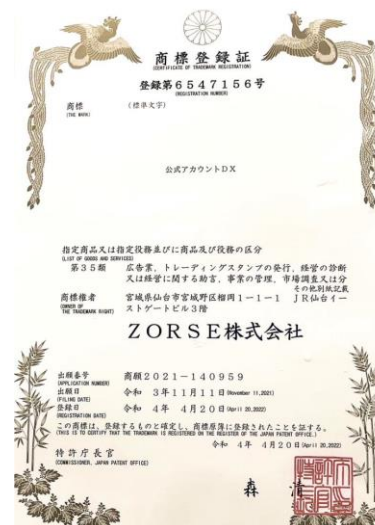 商標登録証
(CERTIFICATE OF TRADEMARK REGISTRATION)
登録第6547156号
(REGISTRATION NUMBER)
商標 (標準文字)
(THE MARK)
公式アカウントDX
指定商品又は指定役務並びに商品及び役務の区分
(LIST OF GOODS AND SERVICES)
第35類 広告業，トレーディングスタンプの発行，経営の診断
又は経営に関する助言，事業の管理，市場調査又は分
その他別紙記載
商標権者 宮城県仙台市宮城野区榴岡1-1-1 JR仙台イー
(OWNER OF THE TRADEMARK RIGHT) ストゲートビル3階
ZORSE株式会社
出願番号 商願2021-140959
(APPLICATION NUMBER)
出願日 令和 3年11月11日(November 11,2021)
(FILING DATE)
登録日 令和 4年 4月20日(April 20,2022)
(REGISTRATION DATE)
この商標は、登録するものと確定し、商標原簿に登録されたことを証する。
(THIS IS TO CERTIFY THAT THE TRADEMARK IS REGISTERED ON THE REGISTER OF THE JAPAN PATENT OFFICE.)
令和 4年 4月20日(April 20,2022)
特許庁長官
(COMMISSIONER, JAPAN PATENT OFFICE)
森 清